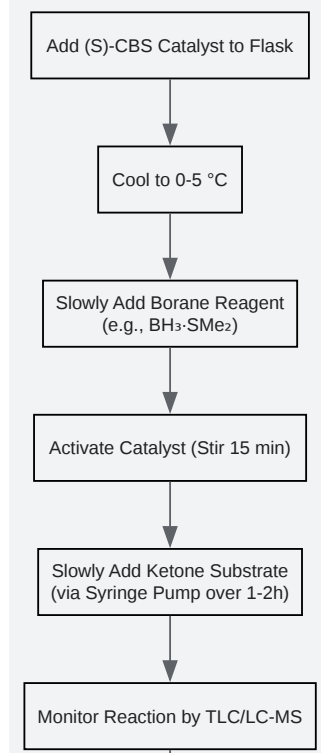 Add (S)-CBS Catalyst to Flask
Cool to 0-5 °C
Slowly Add Borane Reagent
(e.g., BH₃·SMe₂)
Activate Catalyst (Stir 15 min)
Slowly Add Ketone Substrate
(via Syringe Pump over 1-2h)
Monitor Reaction by TLC/LC-MS